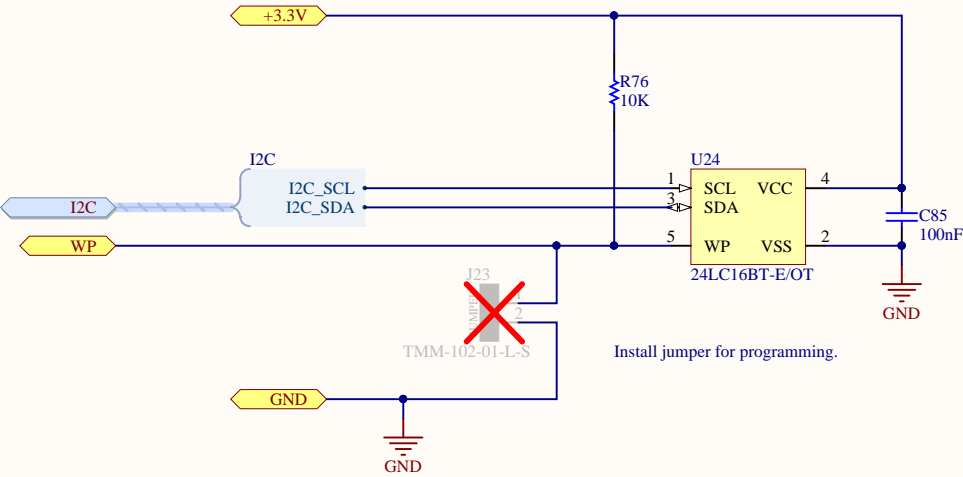 +3.3V
R76
10K
I2C
U24
I2C_SCL
1
SCL
VCC
4
I2C
I2C_SDA
3
SDA
C85
100nF
WP
5
WP
VSS
2
24LC16BT-E/OT
J23
1
2
GND
TMM-102-01-L-S
Install jumper for programming.
GND
GND